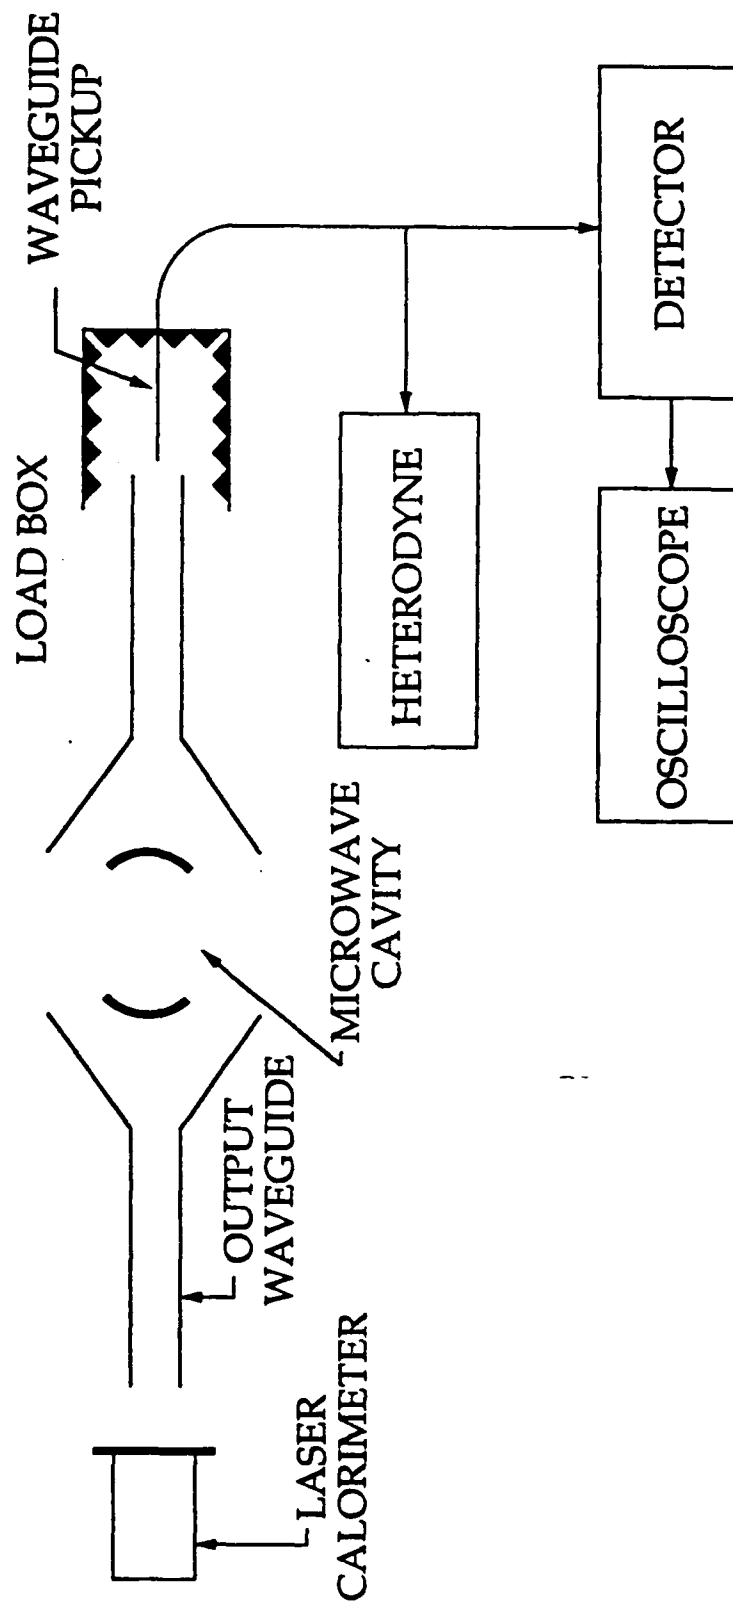 WAVEGUIDE
PICKUP
LOAD BOX
DETECTOR
HETERODYNE
OSCILLOSCOPE
MICROWAVE
CAVITY
OUTPUT
WAVEGUIDE
LASER
CALORIMETER